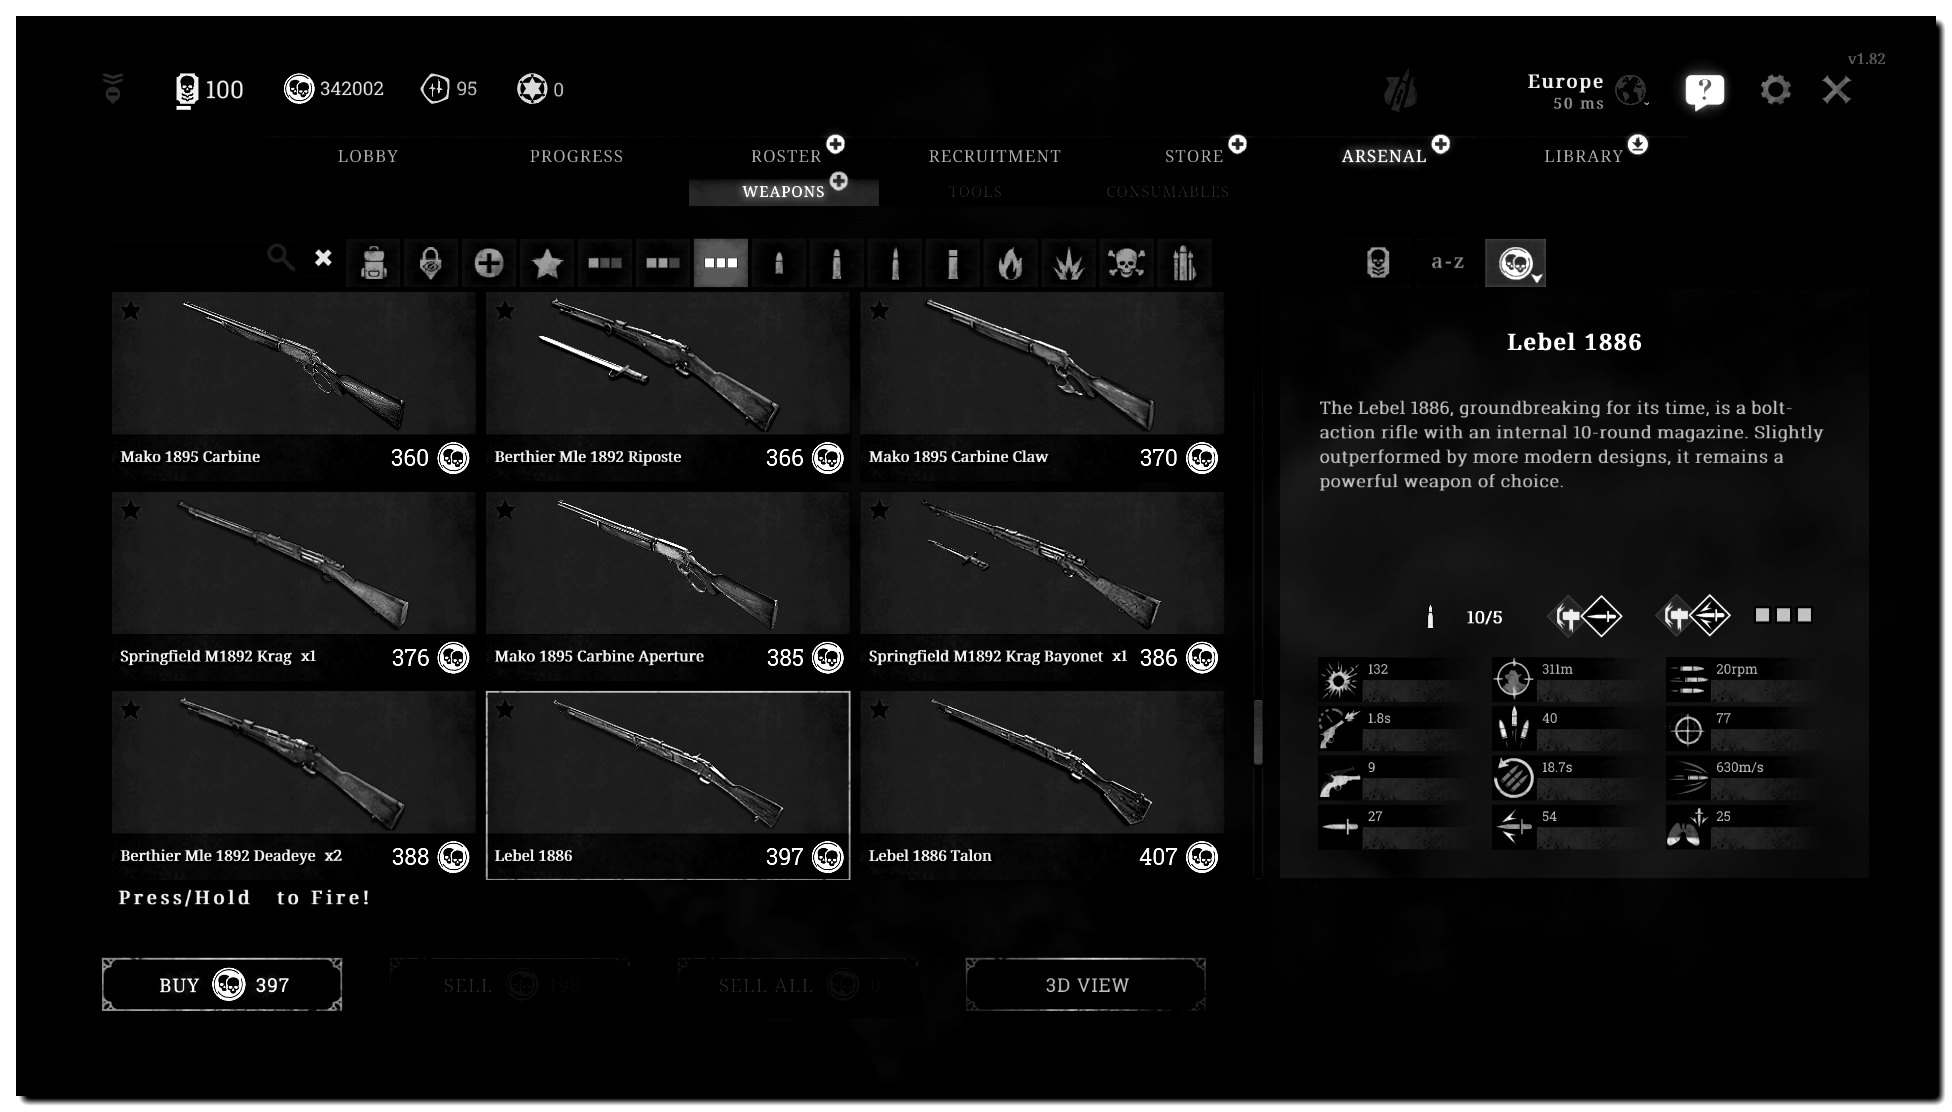 v1.82
100
342002
95
0
Europe
50 ms
?
LOBBY
PROGRESS
ROSTER
RECRUITMENT
STORE
ARSENAL
LIBRARY
WEAPONS
TOOLS
CONSUMABLES
a-z
Mako 1895 Carbine 360
Berthier Mle 1892 Riposte 366
Mako 1895 Carbine Claw 370
Springfield M1892 Krag x1 376
Mako 1895 Carbine Aperture 385
Springfield M1892 Krag Bayonet x1 386
Berthier Mle 1892 Deadeye x2 388
Lebel 1886 397
Lebel 1886 Talon 407
Press/Hold to Fire!
BUY 397
SELL 198
SELL ALL 0
3D VIEW
Lebel 1886
The Lebel 1886, groundbreaking for its time, is a bolt-
action rifle with an internal 10-round magazine. Slightly
outperformed by more modern designs, it remains a
powerful weapon of choice.
10/5
132
311m
20rpm
1.8s
40
77
9
18.7s
630m/s
27
54
25